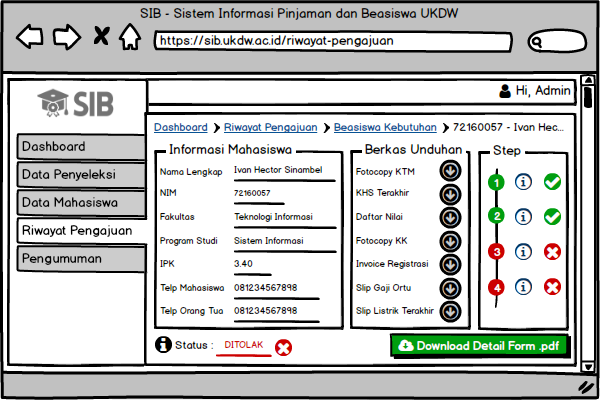 SIB - Sistem Informasi Pinjaman dan Beasiswa UKDW
https://sib.ukdw.ac.id/riwayat-pengajuan
SIB
Hi, Admin
Dashboard
Data Penyeleksi
Data Mahasiswa
Riwayat Pengajuan
Pengumuman
Dashboard > Riwayat Pengajuan > Beasiswa Kebutuhan > 72160057 - Ivan Hec...
Informasi Mahasiswa
Nama Lengkap Ivan Hector Sinambel
NIM 72160057
Fakultas Teknologi Informasi
Program Studi Sistem Informasi
IPK 3.40
Telp Mahasiswa 081234567898
Telp Orang Tua 081234567898
Berkas Unduhan
Fotocopy KTM
KHS Terakhir
Daftar Nilai
Fotocopy KK
Invoice Registrasi
Slip Gaji Ortu
Slip Listrik Terakhir
Step
1 i
2 i
3 i
4 i
i Status : DITOLAK
Download Detail Form .pdf